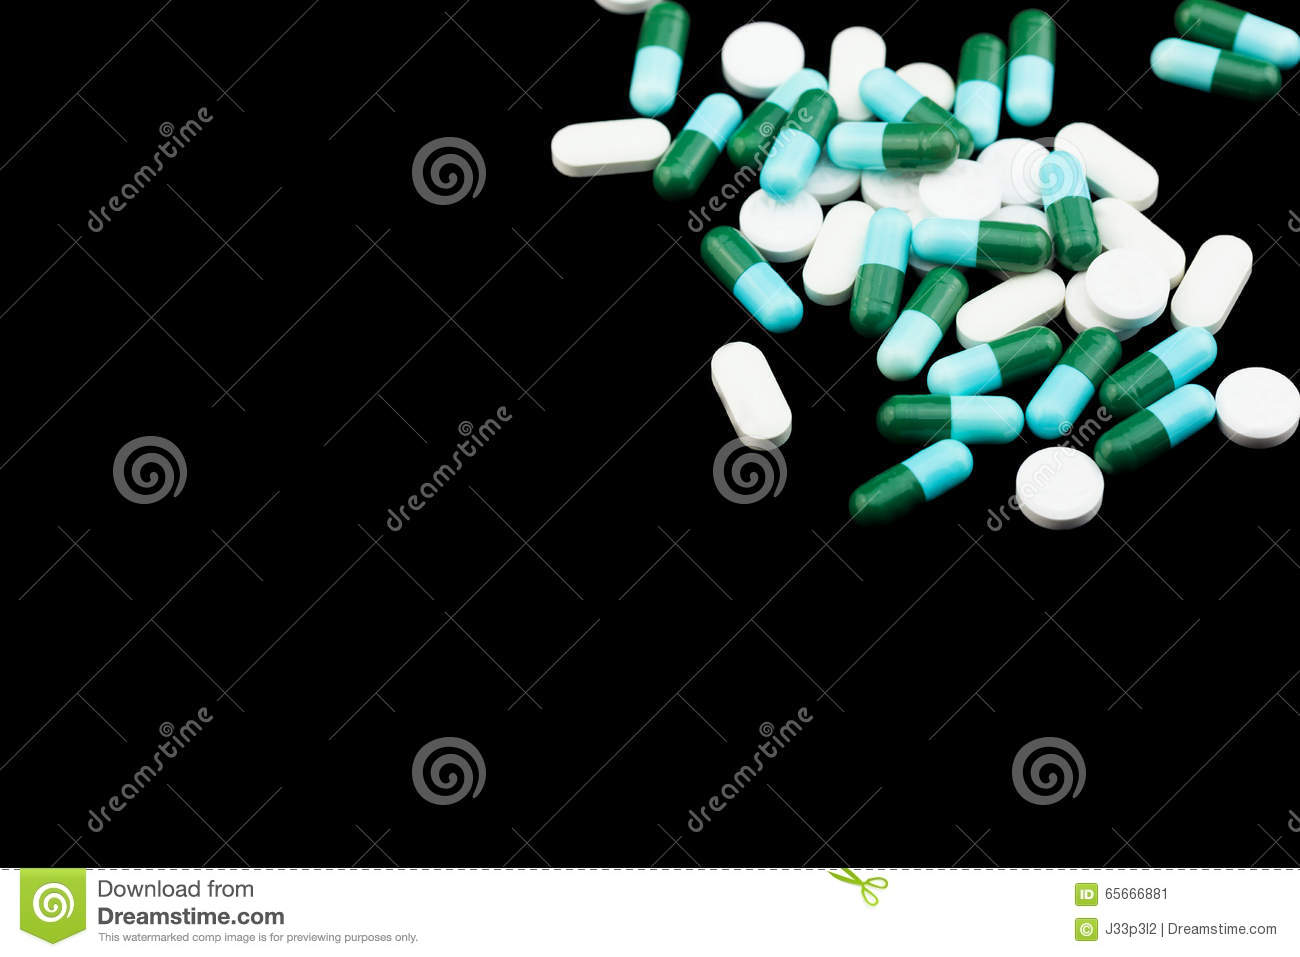 dreamstime
dreamstime
dreamstime
dreamstime
dreamstime
dreamstime
Download from
Dreamstime.com
This watermarked comp image is for previewing purposes only.
ID 65666881
© J33p3l2 | Dreamstime.com